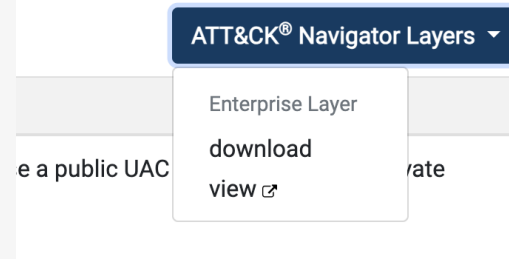 ATT&CK® Navigator Layers
Enterprise Layer
download
e a public UAC vate
view